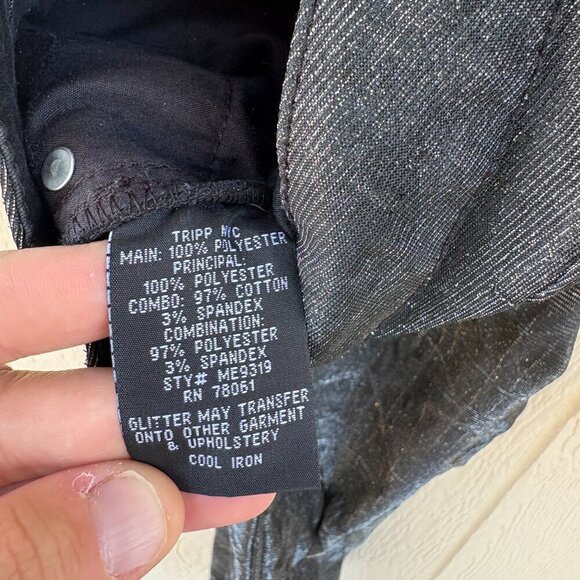 TRIPP NYC
MAIN: 100% POLYESTER
PRINCIPAL:
100% POLYESTER
COMBO: 97% COTTON
3% SPANDEX
COMBINATION:
97% POLYESTER
3% SPANDEX
STY# ME9319
RN 78061
GLITTER MAY TRANSFER
ONTO OTHER GARMENT
& UPHOLSTERY
COOL IRON